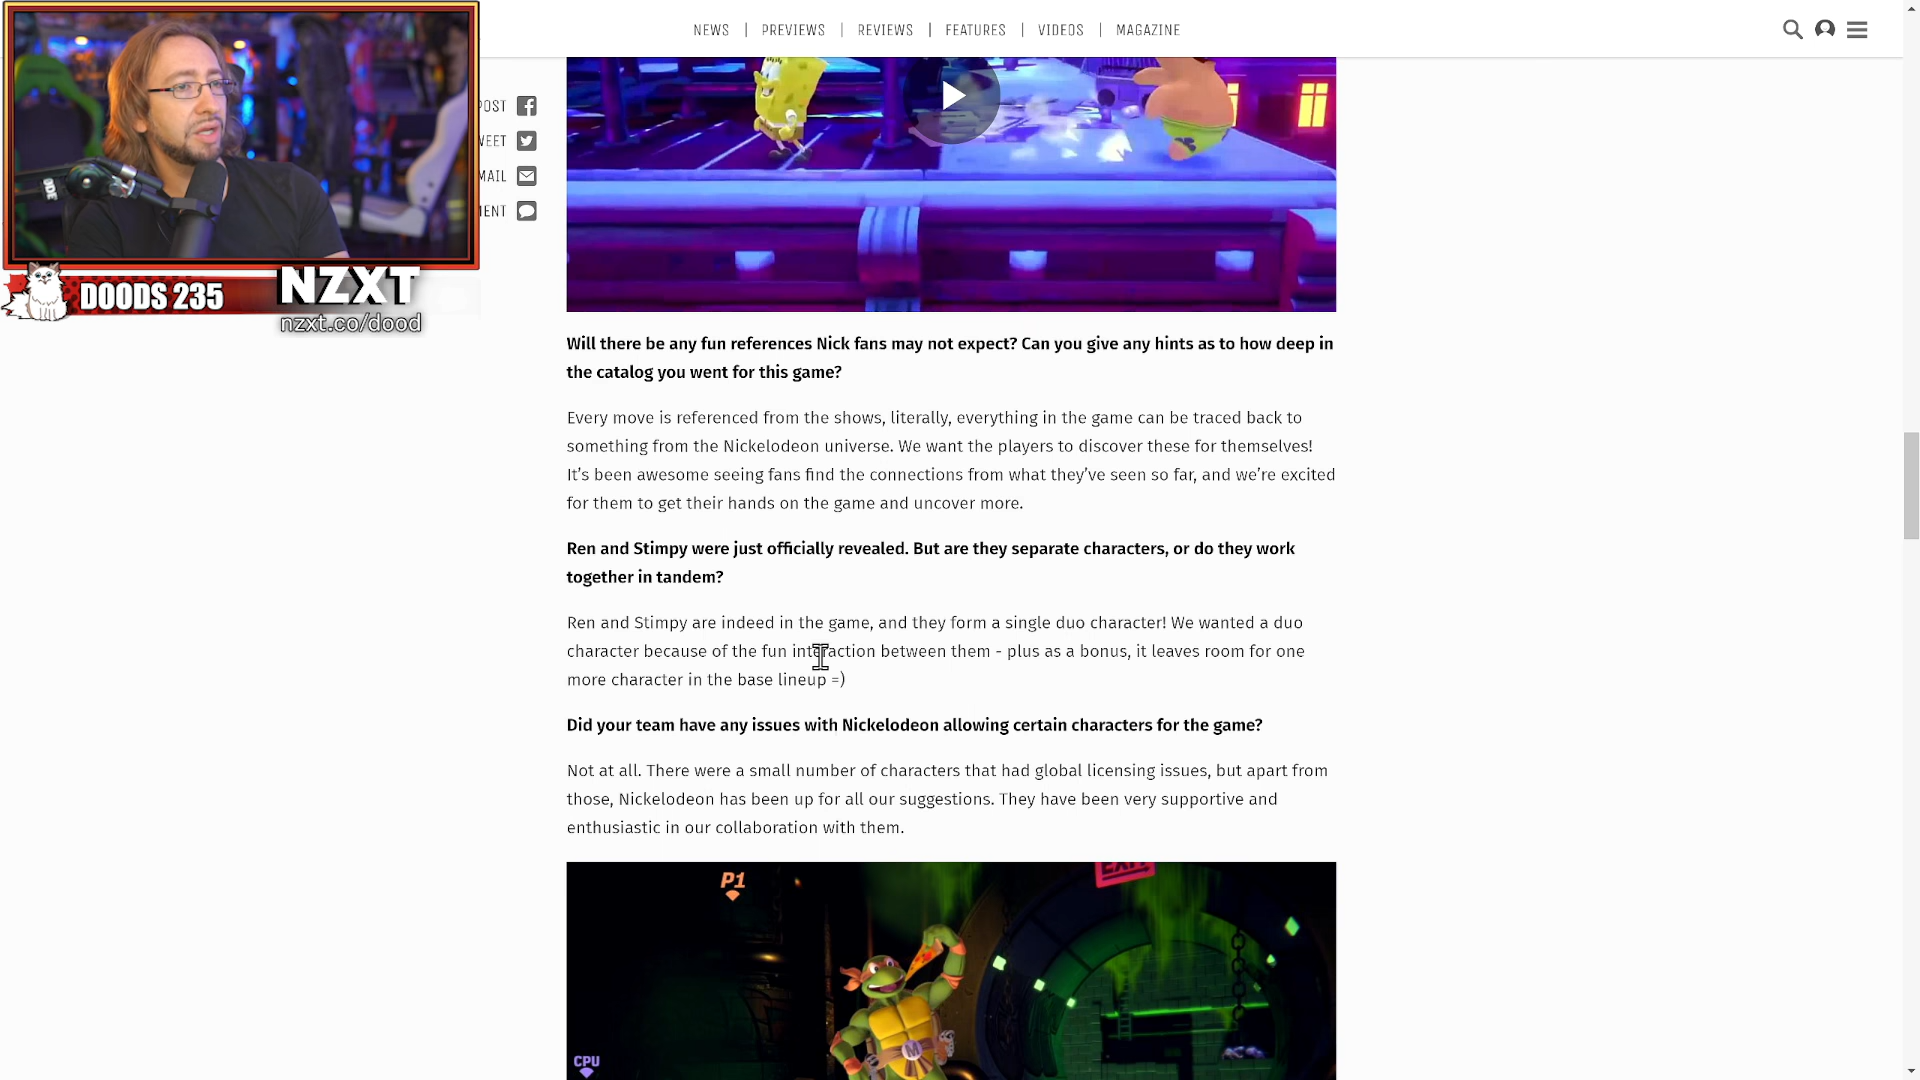 NEWS | PREVIEWS | REVIEWS | FEATURES | VIDEOS | MAGAZINE
POST
WEET
MAIL
MENT
DOODS 235
NZXT
nzxt.co/dood
Will there be any fun references Nick fans may not expect? Can you give any hints as to how deep in
the catalog you went for this game?
Every move is referenced from the shows, literally, everything in the game can be traced back to
something from the Nickelodeon universe. We want the players to discover these for themselves!
It’s been awesome seeing fans find the connections from what they’ve seen so far, and we’re excited
for them to get their hands on the game and uncover more.
Ren and Stimpy were just officially revealed. But are they separate characters, or do they work
together in tandem?
Ren and Stimpy are indeed in the game, and they form a single duo character! We wanted a duo
character because of the fun interaction between them - plus as a bonus, it leaves room for one
more character in the base lineup =)
Did your team have any issues with Nickelodeon allowing certain characters for the game?
Not at all. There were a small number of characters that had global licensing issues, but apart from
those, Nickelodeon has been up for all our suggestions. They have been very supportive and
enthusiastic in our collaboration with them.
P1
EXIT
M
CPU